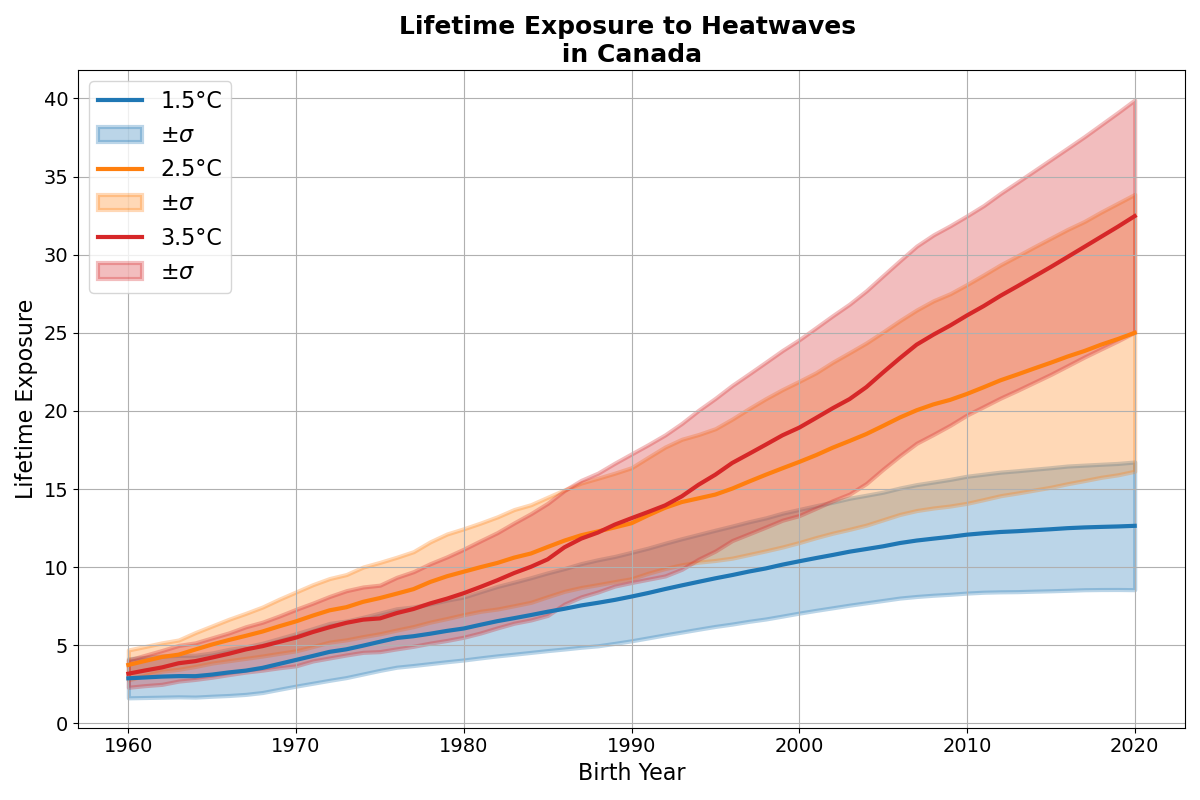 Lifetime Exposure to Heatwaves
in Canada
1.5°C
±σ
2.5°C
±σ
3.5°C
±σ
40
35
30
25
20
15
10
5
0
Lifetime Exposure
1960 1970 1980 1990 2000 2010 2020
Birth Year